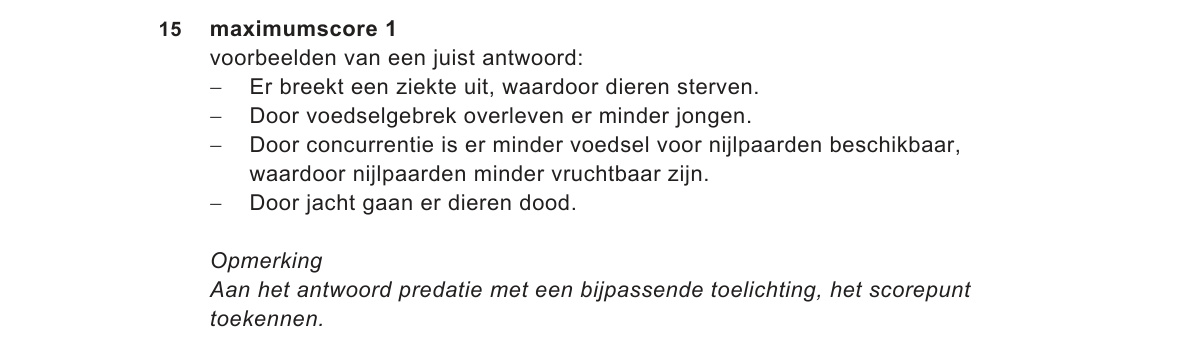 15 maximumscore 1
voorbeelden van een juist antwoord:
– Er breekt een ziekte uit, waardoor dieren sterven.
– Door voedselgebrek overleven er minder jongen.
– Door concurrentie is er minder voedsel voor nijlpaarden beschikbaar,
waardoor nijlpaarden minder vruchtbaar zijn.
– Door jacht gaan er dieren dood.
Opmerking
Aan het antwoord predatie met een bijpassende toelichting, het scorepunt
toekennen.